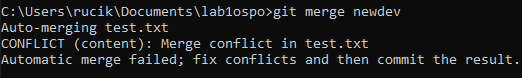 C:\Users\rucik\Documents\lab1ospo>git merge newdev
Auto-merging test.txt
CONFLICT (content): Merge conflict in test.txt
Automatic merge failed; fix conflicts and then commit the result.